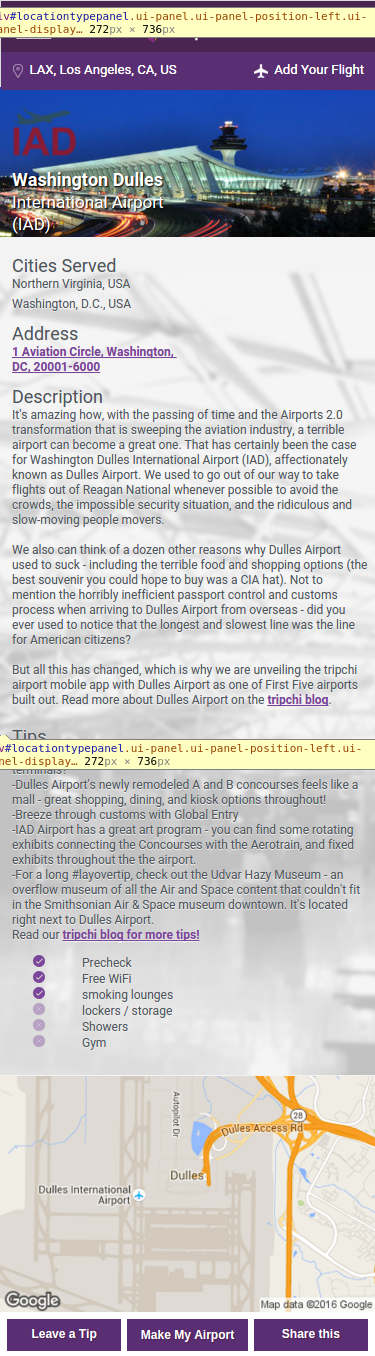 v#locationtypepanel.ui-panel.ui-panel-position-left.ui-
anel-display… 272px × 736px
LAX, Los Angeles, CA, US
Add Your Flight
IAD
Washington Dulles
International Airport
(IAD)
Cities Served
Northern Virginia, USA
Washington, D.C., USA
Address
1 Aviation Circle, Washington,
DC, 20001-6000
Description
It's amazing how, with the passing of time and the Airports 2.0
transformation that is sweeping the aviation industry, a terrible
airport can become a great one. That has certainly been the case
for Washington Dulles International Airport (IAD), affectionately
known as Dulles Airport. We used to go out of our way to take
flights out of Reagan National whenever possible to avoid the
crowds, the impossible security situation, and the ridiculous and
slow-moving people movers.
We also can think of a dozen other reasons why Dulles Airport
used to suck - including the terrible food and shopping options (the
best souvenir you could hope to buy was a CIA hat). Not to
mention the horribly inefficient passport control and customs
process when arriving to Dulles Airport from overseas - did you
ever used to notice that the longest and slowest line was the line
for American citizens?
But all this has changed, which is why we are unveiling the tripchi
airport mobile app with Dulles Airport as one of First Five airports
built out. Read more about Dulles Airport on the tripchi blog.
Tips
v#locationtypepanel.ui-panel.ui-panel-position-left.ui-
nel-display… 272px × 736px
terminals!
-Dulles Airport's newly remodeled A and B concourses feels like a
mall - great shopping, dining, and kiosk options throughout!
-Breeze through customs with Global Entry
-IAD Airport has a great art program - you can find some rotating
exhibits connecting the Concourses with the Aerotrain, and fixed
exhibits throughout the the airport.
-For a long #layovertip, check out the Udvar Hazy Museum - an
overflow museum of all the Air and Space content that couldn't fit
in the Smithsonian Air & Space museum downtown. It's located
right next to Dulles Airport.
Read our tripchi blog for more tips!
Precheck
Free WiFi
smoking lounges
lockers / storage
Showers
Gym
Autopilot Dr
28
Dulles Access Rd
Dulles
Dulles International
Airport
Google
Map data ©2016 Google
Leave a Tip
Make My Airport
Share this